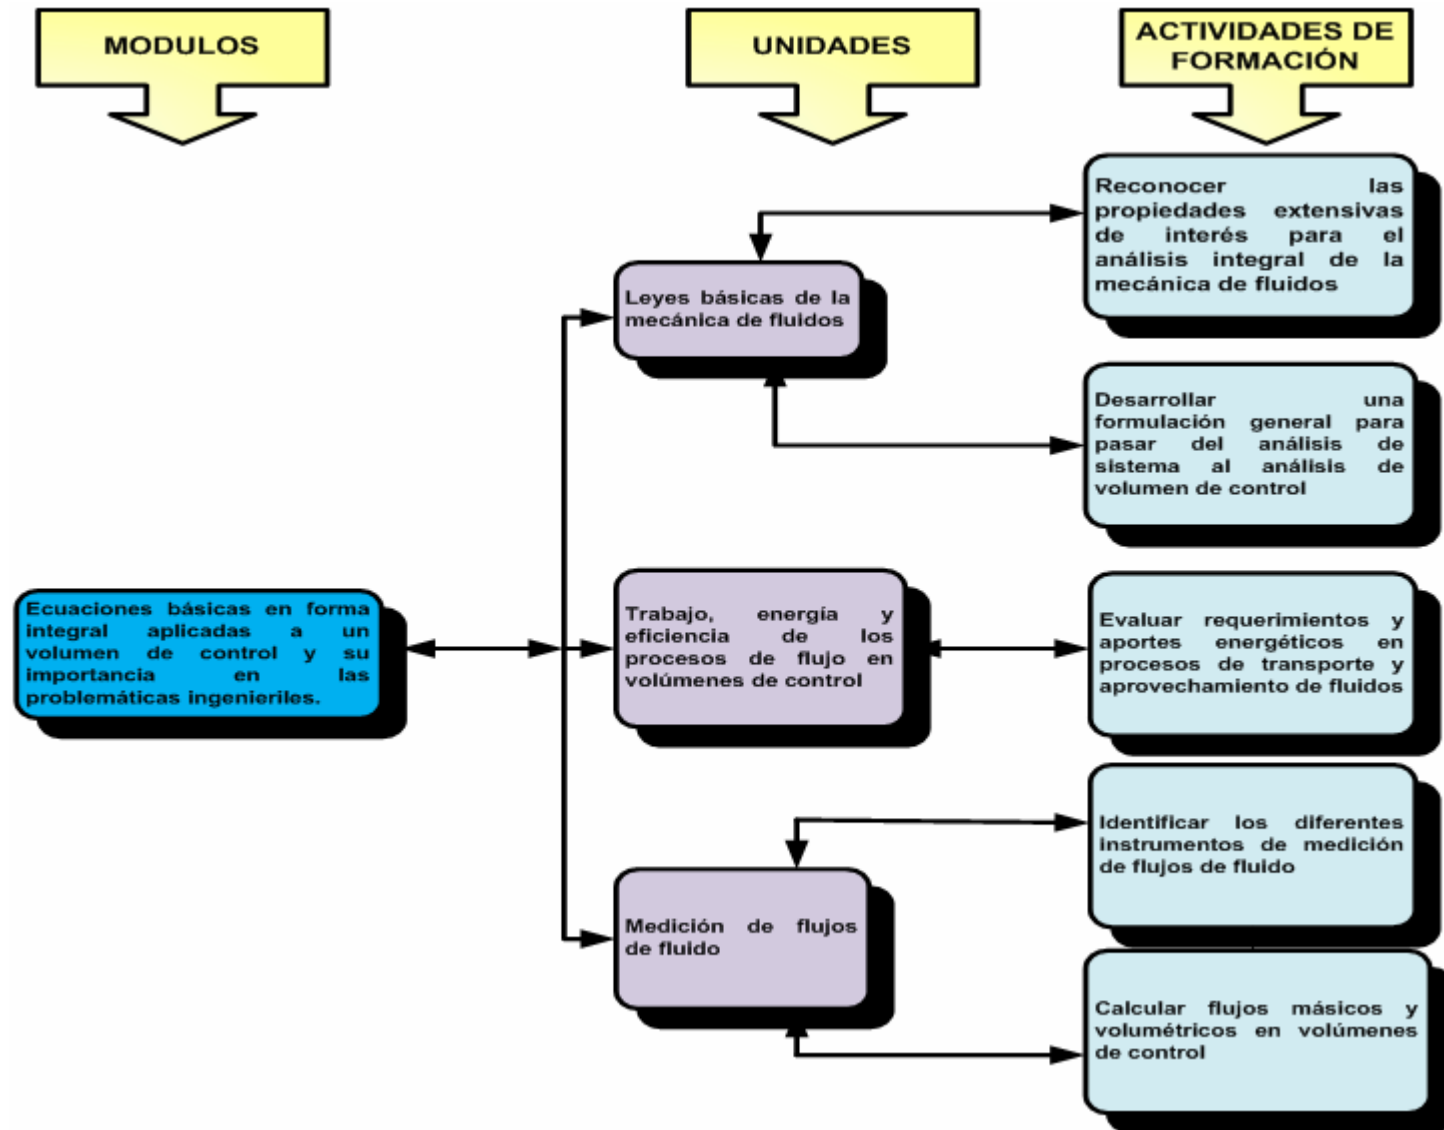 MODULOS
UNIDADES
ACTIVIDADES DE
FORMACIÓN
Reconocer las
propiedades extensivas
de interés para el
análisis integral de la
mecánica de fluidos
Leyes básicas de la
mecánica de fluidos
Desarrollar una
formulación general para
pasar del análisis de
sistema al análisis de
volumen de control
Ecuaciones básicas en forma
integral aplicadas a un
volumen de control y su
importancia en las
problemáticas ingenieriles.
Trabajo, energía y
eficiencia de los
procesos de flujo en
volúmenes de control
Evaluar requerimientos y
aportes energéticos en
procesos de transporte y
aprovechamiento de fluidos
Identificar los diferentes
instrumentos de medición
de flujos de fluido
Medición de flujos
de fluido
Calcular flujos másicos y
volumétricos en volúmenes
de control